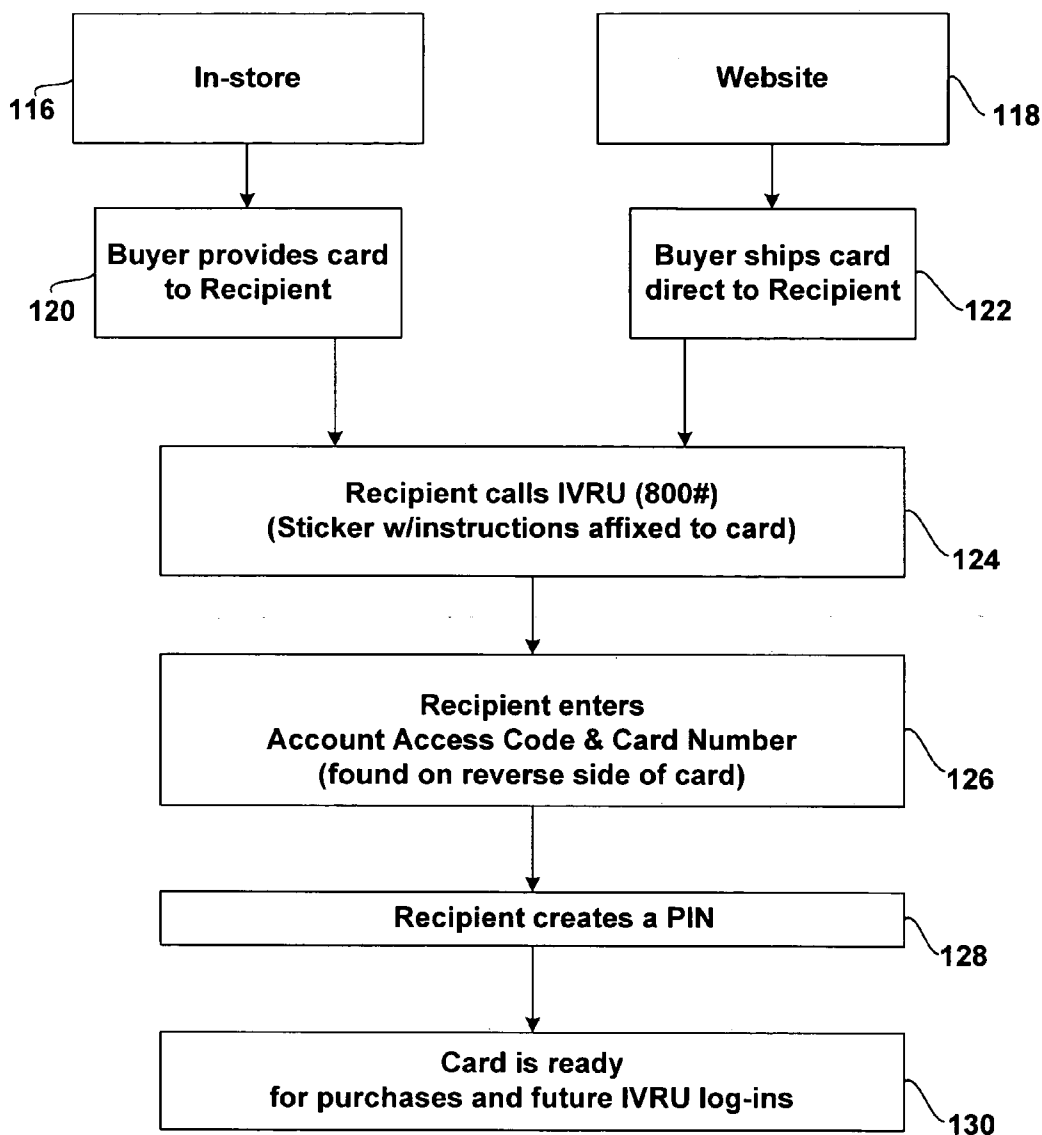 In-store
Website
116
118
Buyer provides card
to Recipient
Buyer ships card
direct to Recipient
120
122
Recipient calls IVRU (800#)
(Sticker w/instructions affixed to card)
124
Recipient enters
Account Access Code & Card Number
(found on reverse side of card)
126
Recipient creates a PIN
128
Card is ready
for purchases and future IVRU log-ins
130